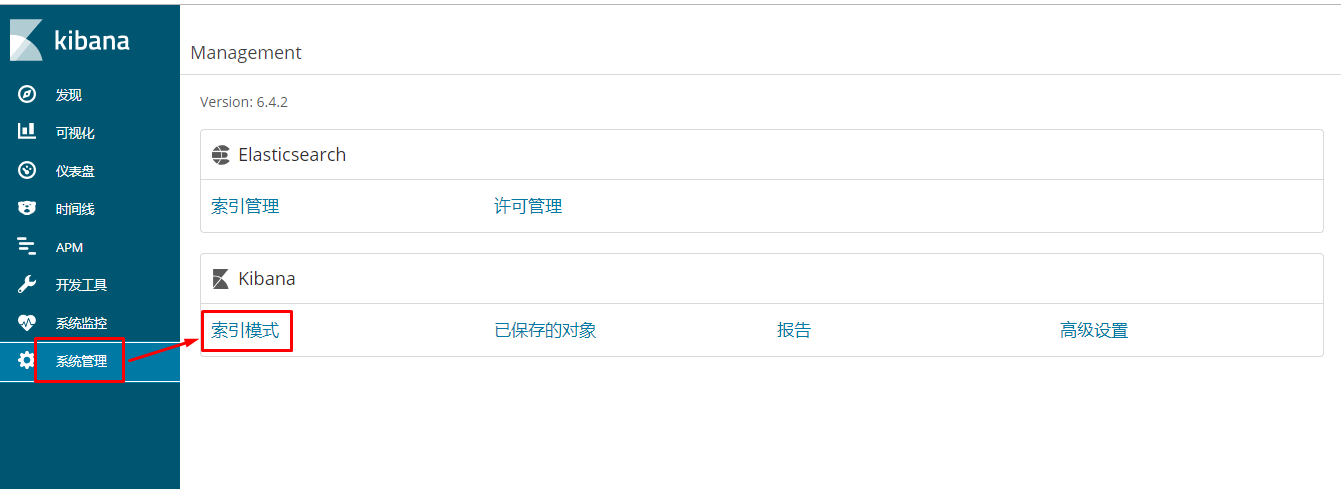 kibana
发现
可视化
仪表盘
时间线
APM
开发工具
系统监控
系统管理
Management
Version: 6.4.2
Elasticsearch
索引管理 许可管理
Kibana
索引模式 已保存的对象 报告 高级设置